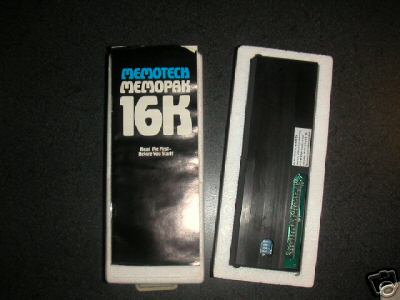 MEMOTECH
MEMOPAK
16K
Read Me First-
Before You Start!